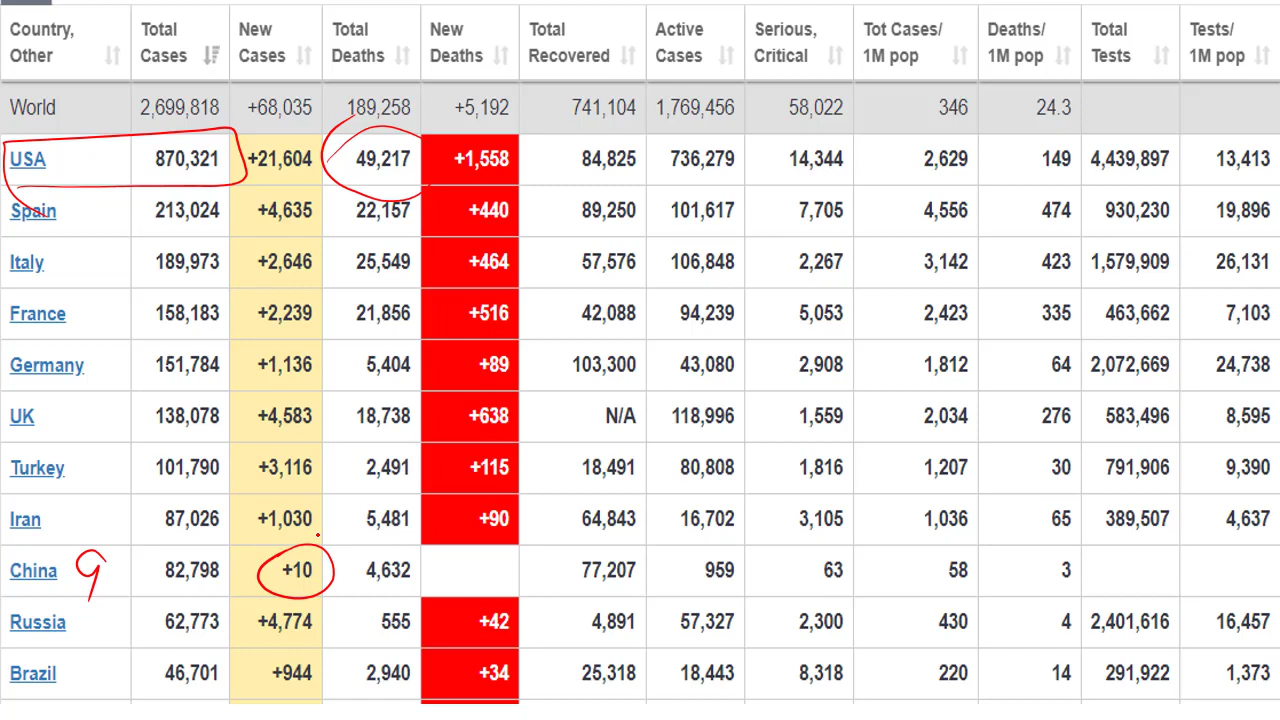 Country, Other Total Cases New Cases Total Deaths New Deaths Total Recovered Active Cases Serious, Critical Tot Cases/ 1M pop Deaths/ 1M pop Total Tests Tests/ 1M pop
World 2,699,818 +68,035 189,258 +5,192 741,104 1,769,456 58,022 346 24.3
USA 870,321 +21,604 49,217 +1,558 84,825 736,279 14,344 2,629 149 4,439,897 13,413
Spain 213,024 +4,635 22,157 +440 89,250 101,617 7,705 4,556 474 930,230 19,896
Italy 189,973 +2,646 25,549 +464 57,576 106,848 2,267 3,142 423 1,579,909 26,131
France 158,183 +2,239 21,856 +516 42,088 94,239 5,053 2,423 335 463,662 7,103
Germany 151,784 +1,136 5,404 +89 103,300 43,080 2,908 1,812 64 2,072,669 24,738
UK 138,078 +4,583 18,738 +638 N/A 118,996 1,559 2,034 276 583,496 8,595
Turkey 101,790 +3,116 2,491 +115 18,491 80,808 1,816 1,207 30 791,906 9,390
Iran 87,026 +1,030 5,481 +90 64,843 16,702 3,105 1,036 65 389,507 4,637
China 9 82,798 +10 4,632 77,207 959 63 58 3
Russia 62,773 +4,774 555 +42 4,891 57,327 2,300 430 4 2,401,616 16,457
Brazil 46,701 +944 2,940 +34 25,318 18,443 8,318 220 14 291,922 1,373